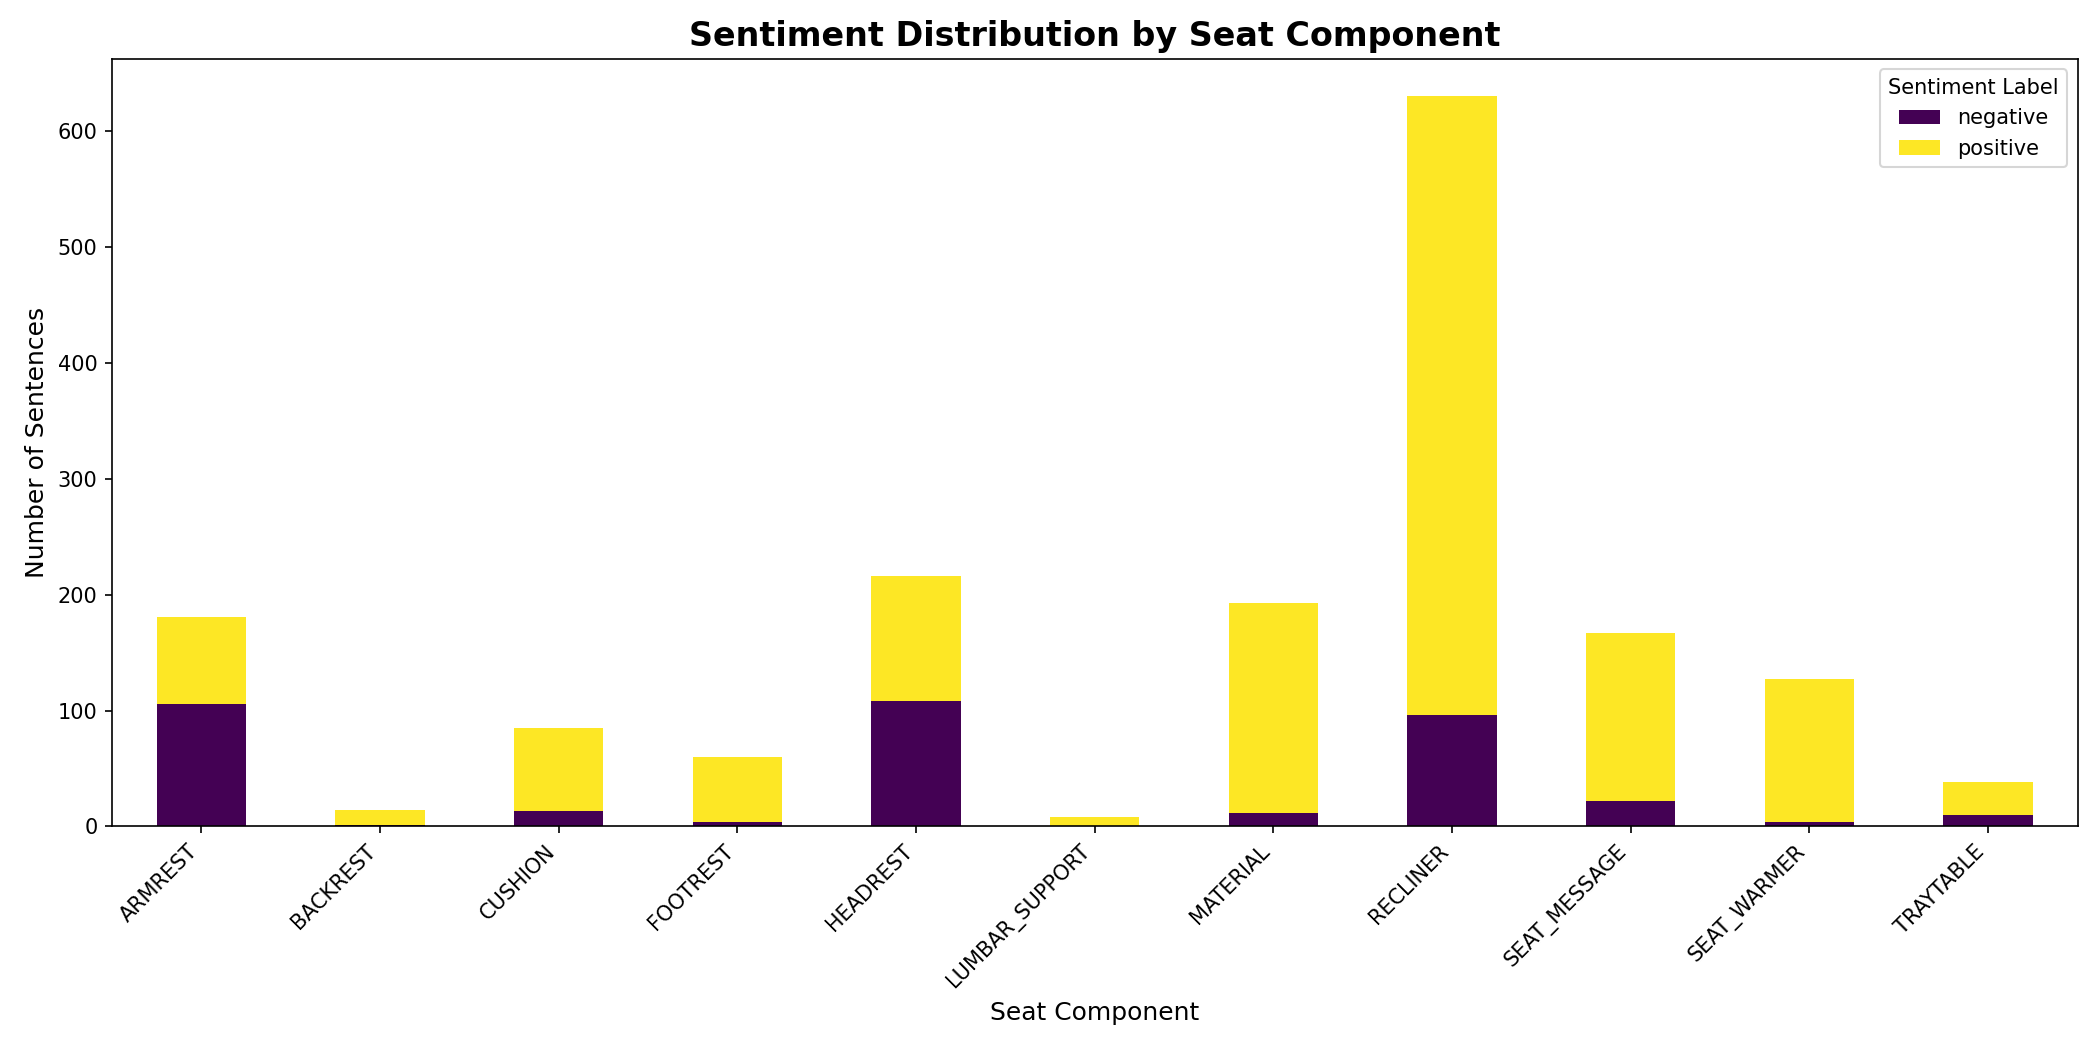 Sentiment Distribution by Seat Component
Sentiment Label
negative
positive
Number of Sentences
600
500
400
300
200
100
0
ARMREST
BACKREST
CUSHION
FOOTREST
HEADREST
LUMBAR_SUPPORT
MATERIAL
RECLINER
SEAT_MESSAGE
SEAT_WARMER
TRAYTABLE
Seat Component